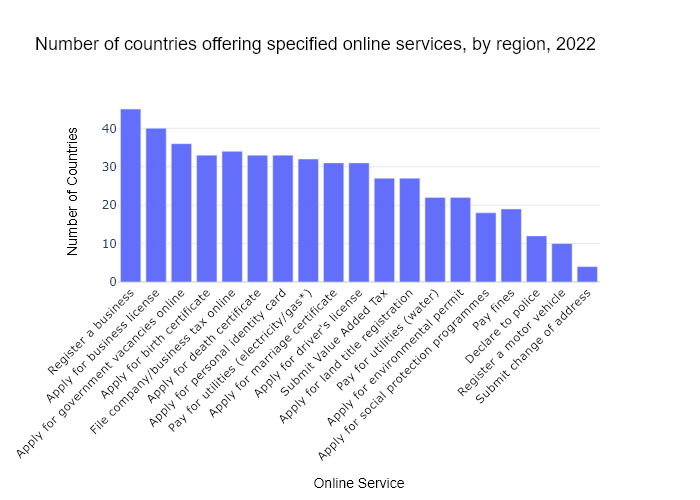 Number of countries offering specified online services, by region, 2022
Number of Countries
40
30
20
10
0
Register a business
Apply for business license
Apply for government vacancies online
Apply for birth certificate
File company/business tax online
Apply for death certificate
Apply for personal identity card
Pay for utilities (electricity/gas*)
Apply for marriage certificate
Apply for driver's license
Submit Value Added Tax
Apply for land title registration
Pay for utilities (water)
Apply for environmental permit
Apply for social protection programmes
Pay fines
Declare to police
Register a motor vehicle
Submit change of address
Online Service